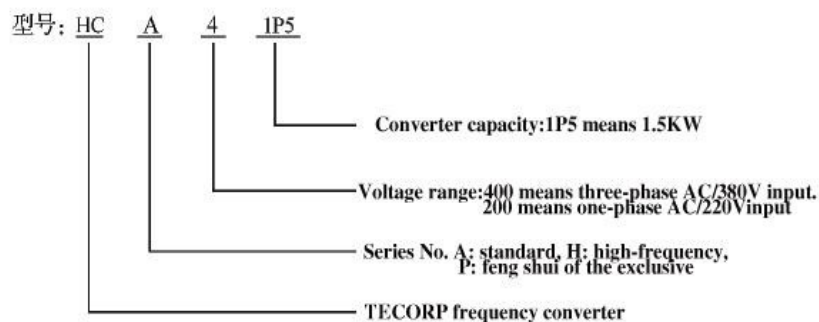 型号: HC A 4 1P5
Converter capacity:1P5 means 1.5KW
Voltage range:400 means three-phase AC/380V input.
200 means one-phase AC/220Vinput
Series No. A: standard, H: high-frequency,
P: feng shui of the exclusive
TECORP frequency converter